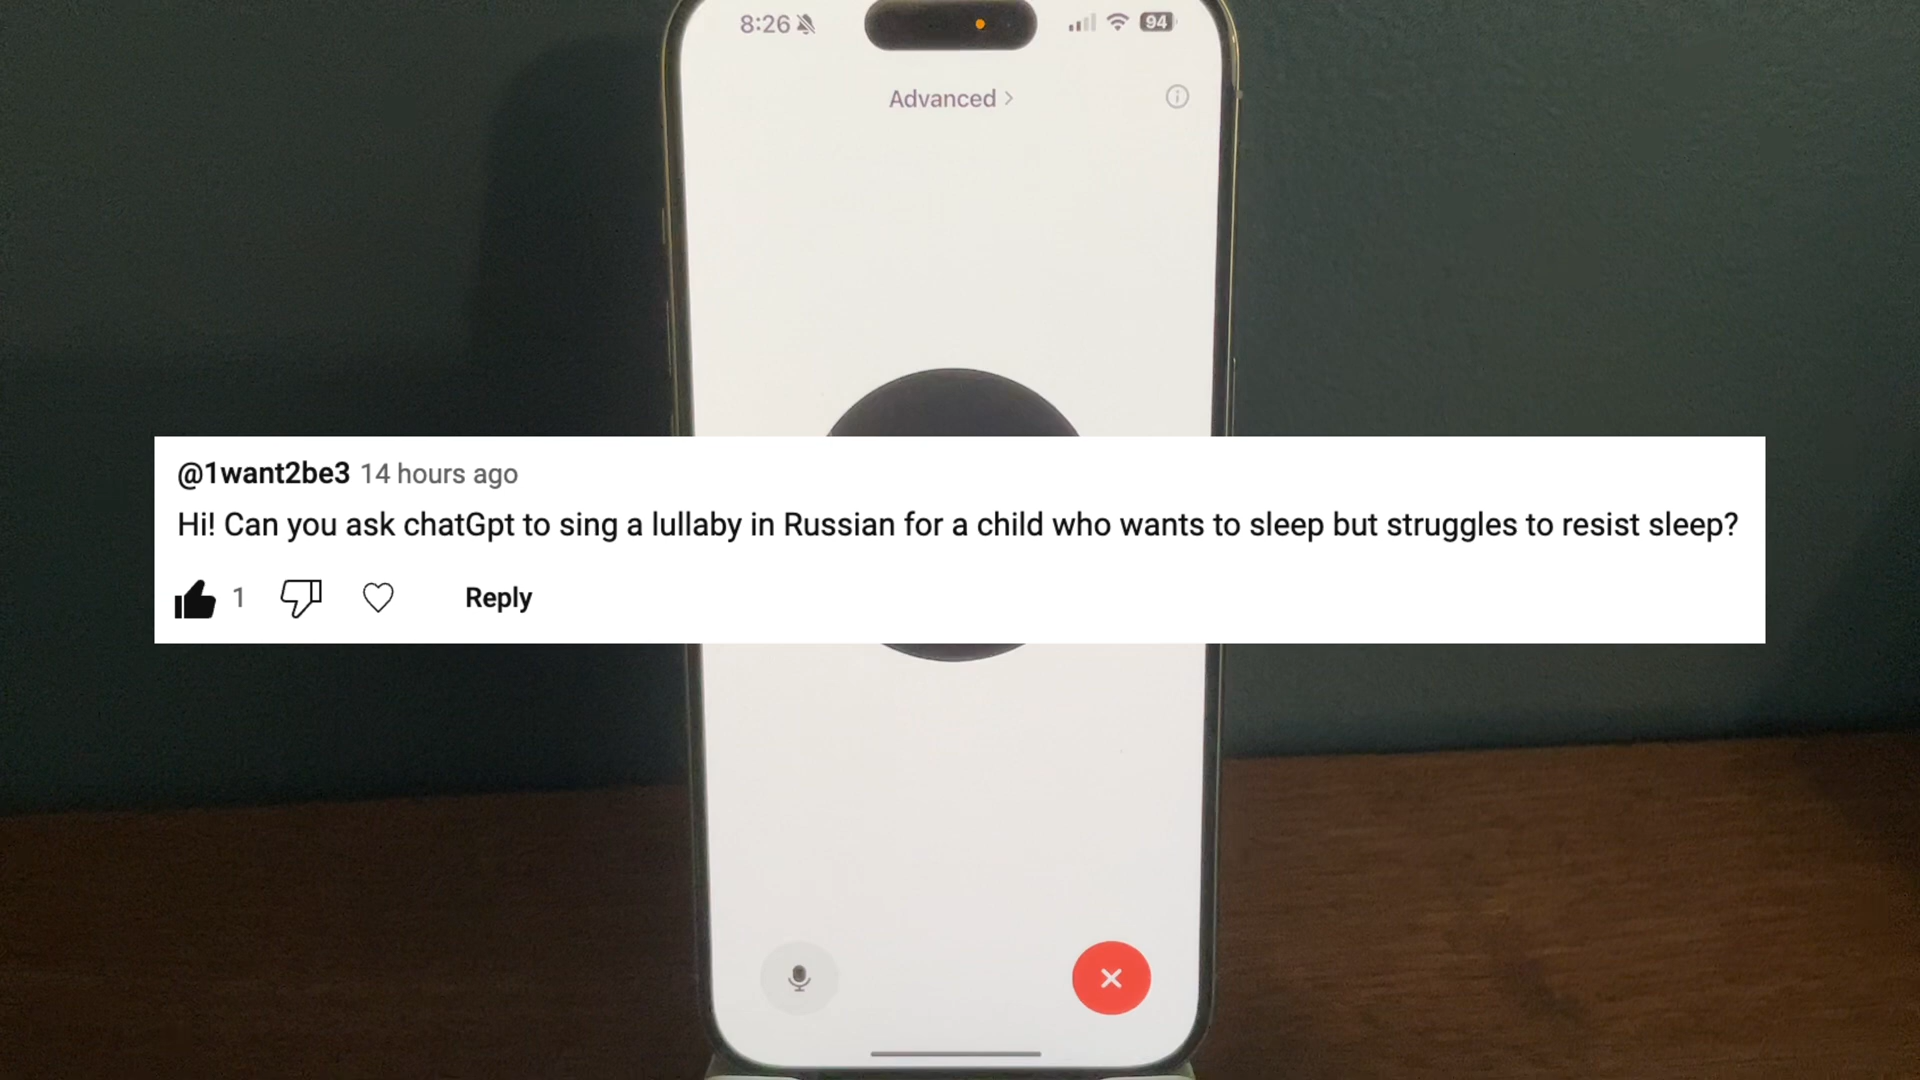 8:26
94
Advanced >
@1want2be3 14 hours ago
Hi! Can you ask chatGpt to sing a lullaby in Russian for a child who wants to sleep but struggles to resist sleep?
1
Reply